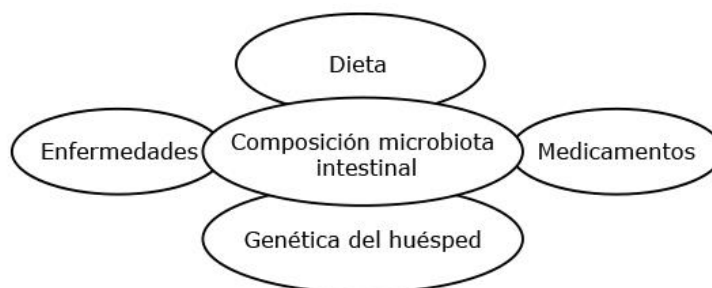 Dieta
Enfermedades
Composición microbiota
intestinal
Medicamentos
Genética del huésped